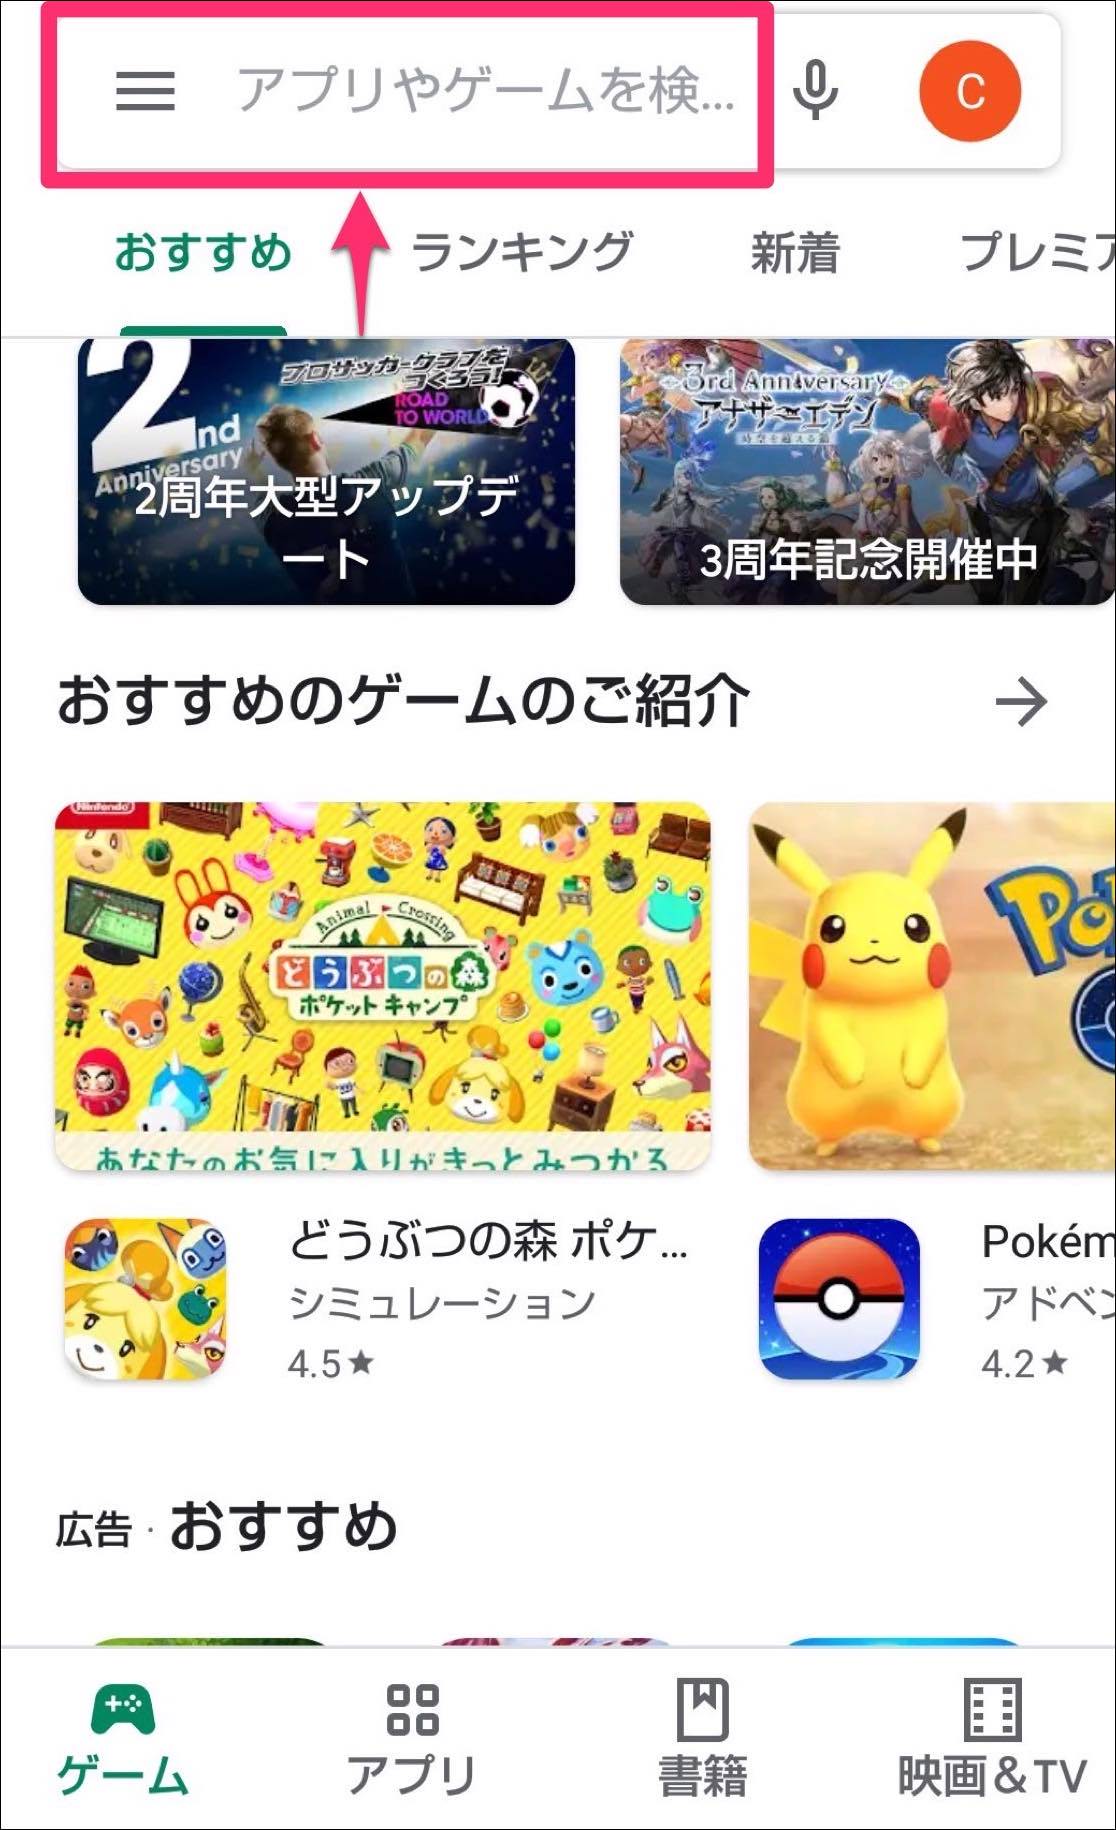 アプリやゲームを検...
C
おすすめ
ランキング
新着
プレミア
2nd
Anniversary
プロサッカークラブを
つくろう!
ROAD
TO WORLD
2周年大型アップデ
ート
3rd Anniversary
アナザーエデン
時空を超える猫
3周年記念開催中
おすすめのゲームのご紹介
Nintendo
Animal Crossing
どうぶつの森
ポケット キャンプ
あなたのお気に入りがきっとみつかる
どうぶつの森 ポケ...
シミュレーション
4.5★
Pokém
アドベン
4.2★
広告・おすすめ
ゲーム
アプリ
書籍
映画&TV